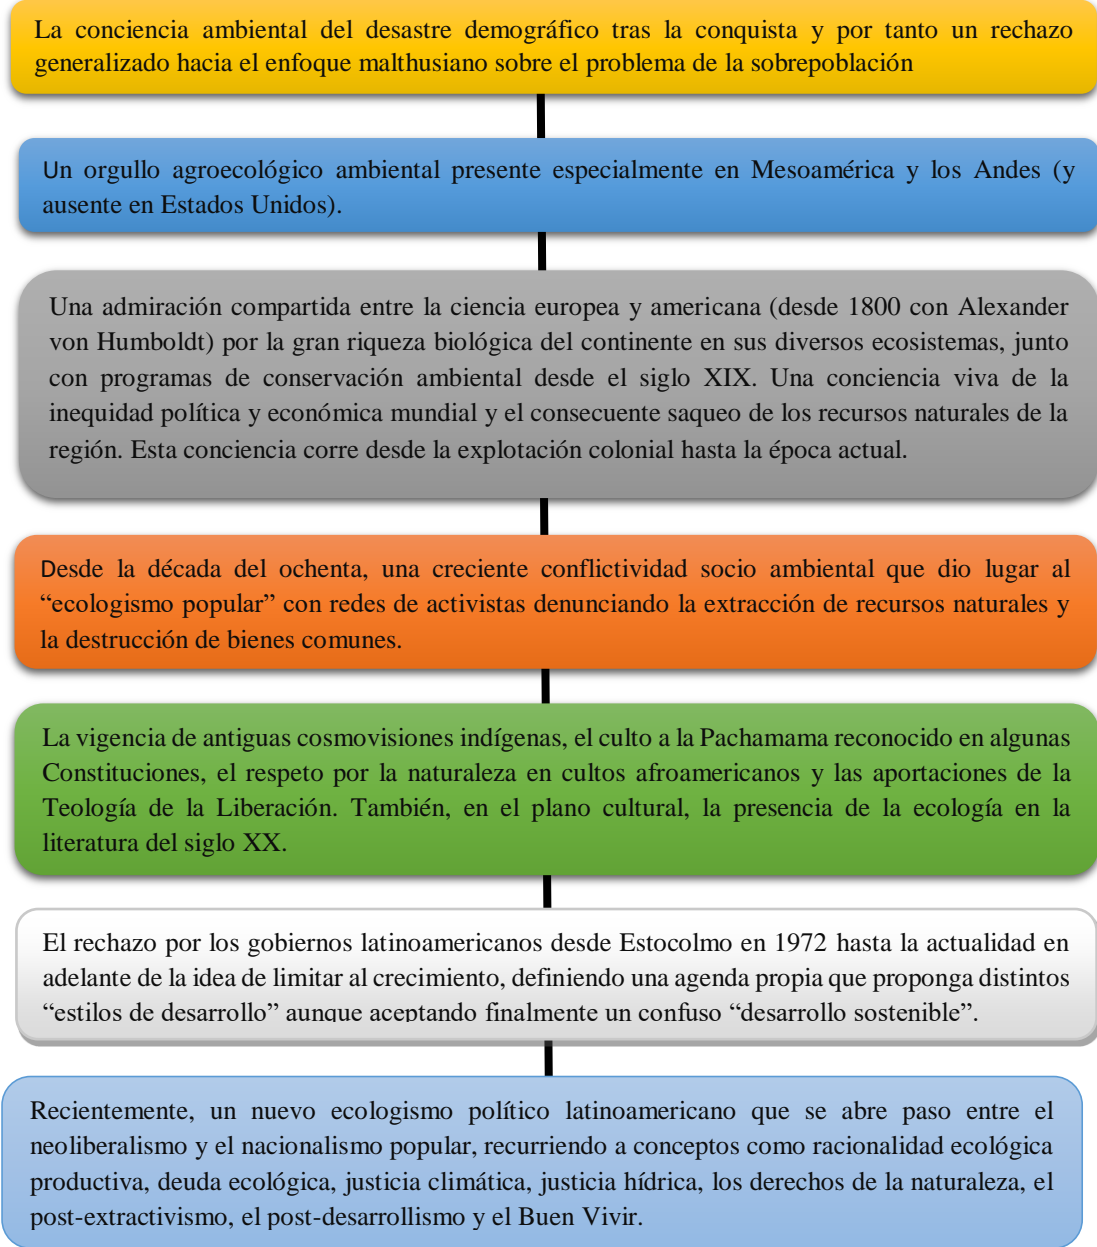 La conciencia ambiental del desastre demográfico tras la conquista y por tanto un rechazo
generalizado hacia el enfoque malthusiano sobre el problema de la sobrepoblación
Un orgullo agroecológico ambiental presente especialmente en Mesoamérica y los Andes (y
ausente en Estados Unidos).
Una admiración compartida entre la ciencia europea y americana (desde 1800 con Alexander
von Humboldt) por la gran riqueza biológica del continente en sus diversos ecosistemas, junto
con programas de conservación ambiental desde el siglo XIX. Una conciencia viva de la
inequidad política y económica mundial y el consecuente saqueo de los recursos naturales de la
región. Esta conciencia corre desde la explotación colonial hasta la época actual.
Desde la década del ochenta, una creciente conflictividad socio ambiental que dio lugar al
“ecologismo popular” con redes de activistas denunciando la extracción de recursos naturales y
la destrucción de bienes comunes.
La vigencia de antiguas cosmovisiones indígenas, el culto a la Pachamama reconocido en algunas
Constituciones, el respeto por la naturaleza en cultos afroamericanos y las aportaciones de la
Teología de la Liberación. También, en el plano cultural, la presencia de la ecología en la
literatura del siglo XX.
El rechazo por los gobiernos latinoamericanos desde Estocolmo en 1972 hasta la actualidad en
adelante de la idea de limitar al crecimiento, definiendo una agenda propia que proponga distintos
“estilos de desarrollo” aunque aceptando finalmente un confuso “desarrollo sostenible”.
Recientemente, un nuevo ecologismo político latinoamericano que se abre paso entre el
neoliberalismo y el nacionalismo popular, recurriendo a conceptos como racionalidad ecológica
productiva, deuda ecológica, justicia climática, justicia hídrica, los derechos de la naturaleza, el
post-extractivismo, el post-desarrollismo y el Buen Vivir.